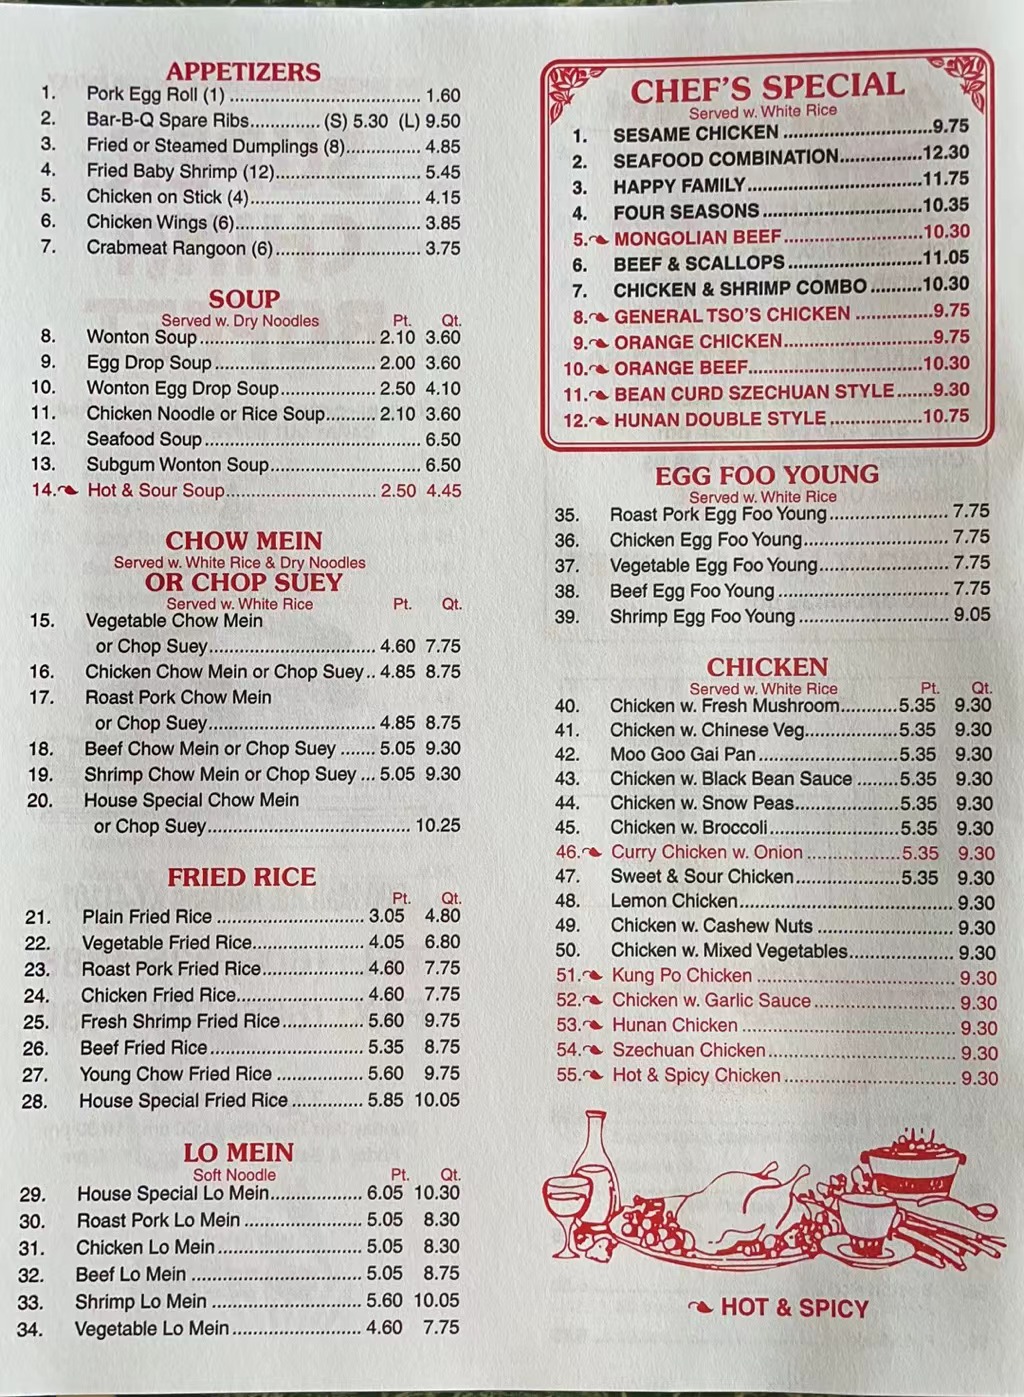 APPETIZERS
1. Pork Egg Roll (1) ..................................... 1.60
2. Bar-B-Q Spare Ribs.............. (S) 5.30 (L) 9.50
3. Fried or Steamed Dumplings (8)............... 4.85
4. Fried Baby Shrimp (12)............................. 5.45
5. Chicken on Stick (4).................................. 4.15
6. Chicken Wings (6)..................................... 3.85
7. Crabmeat Rangoon (6)............................. 3.75
SOUP
Served w. Dry Noodles Pt. Qt.
8. Wonton Soup................................... 2.10 3.60
9. Egg Drop Soup................................ 2.00 3.60
10. Wonton Egg Drop Soup................... 2.50 4.10
11. Chicken Noodle or Rice Soup.......... 2.10 3.60
12. Seafood Soup........................................... 6.50
13. Subgum Wonton Soup.............................. 6.50
14. Hot & Sour Soup.............................. 2.50 4.45
CHOW MEIN
Served w. White Rice & Dry Noodles
OR CHOP SUEY
Served w. White Rice Pt. Qt.
15. Vegetable Chow Mein
or Chop Suey................................. 4.60 7.75
16. Chicken Chow Mein or Chop Suey.. 4.85 8.75
17. Roast Pork Chow Mein
or Chop Suey................................. 4.85 8.75
18. Beef Chow Mein or Chop Suey ....... 5.05 9.30
19. Shrimp Chow Mein or Chop Suey ... 5.05 9.30
20. House Special Chow Mein
or Chop Suey........................................ 10.25
FRIED RICE
Pt. Qt.
21. Plain Fried Rice ............................. 3.05 4.80
22. Vegetable Fried Rice...................... 4.05 6.80
23. Roast Pork Fried Rice.................... 4.60 7.75
24. Chicken Fried Rice......................... 4.60 7.75
25. Fresh Shrimp Fried Rice................ 5.60 9.75
26. Beef Fried Rice.............................. 5.35 8.75
27. Young Chow Fried Rice ................. 5.60 9.75
28. House Special Fried Rice .............. 5.85 10.05
LO MEIN
Soft Noodle Pt. Qt.
29. House Special Lo Mein.................. 6.05 10.30
30. Roast Pork Lo Mein ....................... 5.05 8.30
31. Chicken Lo Mein............................ 5.05 8.30
32. Beef Lo Mein ................................. 5.05 8.75
33. Shrimp Lo Mein ............................. 5.60 10.05
34. Vegetable Lo Mein......................... 4.60 7.75
CHEF'S SPECIAL
Served w. White Rice
1. SESAME CHICKEN .............................9.75
2. SEAFOOD COMBINATION................12.30
3. HAPPY FAMILY..................................11.75
4. FOUR SEASONS...............................10.35
5. MONGOLIAN BEEF...........................10.30
6. BEEF & SCALLOPS..........................11.05
7. CHICKEN & SHRIMP COMBO ..........10.30
8. GENERAL TSO'S CHICKEN ...............9.75
9. ORANGE CHICKEN.............................9.75
10. ORANGE BEEF..................................10.30
11. BEAN CURD SZECHUAN STYLE.......9.30
12. HUNAN DOUBLE STYLE..................10.75
EGG FOO YOUNG
Served w. White Rice
35. Roast Pork Egg Foo Young....................... 7.75
36. Chicken Egg Foo Young............................ 7.75
37. Vegetable Egg Foo Young......................... 7.75
38. Beef Egg Foo Young ................................. 7.75
39. Shrimp Egg Foo Young ............................. 9.05
CHICKEN
Served w. White Rice Pt. Qt.
40. Chicken w. Fresh Mushroom...........5.35 9.30
41. Chicken w. Chinese Veg..................5.35 9.30
42. Moo Goo Gai Pan...........................5.35 9.30
43. Chicken w. Black Bean Sauce ........5.35 9.30
44. Chicken w. Snow Peas....................5.35 9.30
45. Chicken w. Broccoli.........................5.35 9.30
46. Curry Chicken w. Onion ..................5.35 9.30
47. Sweet & Sour Chicken....................5.35 9.30
48. Lemon Chicken.......................................... 9.30
49. Chicken w. Cashew Nuts .......................... 9.30
50. Chicken w. Mixed Vegetables.................... 9.30
51. Kung Po Chicken ...................................... 9.30
52. Chicken w. Garlic Sauce ........................... 9.30
53. Hunan Chicken ......................................... 9.30
54. Szechuan Chicken.................................... 9.30
55. Hot & Spicy Chicken................................. 9.30
HOT & SPICY